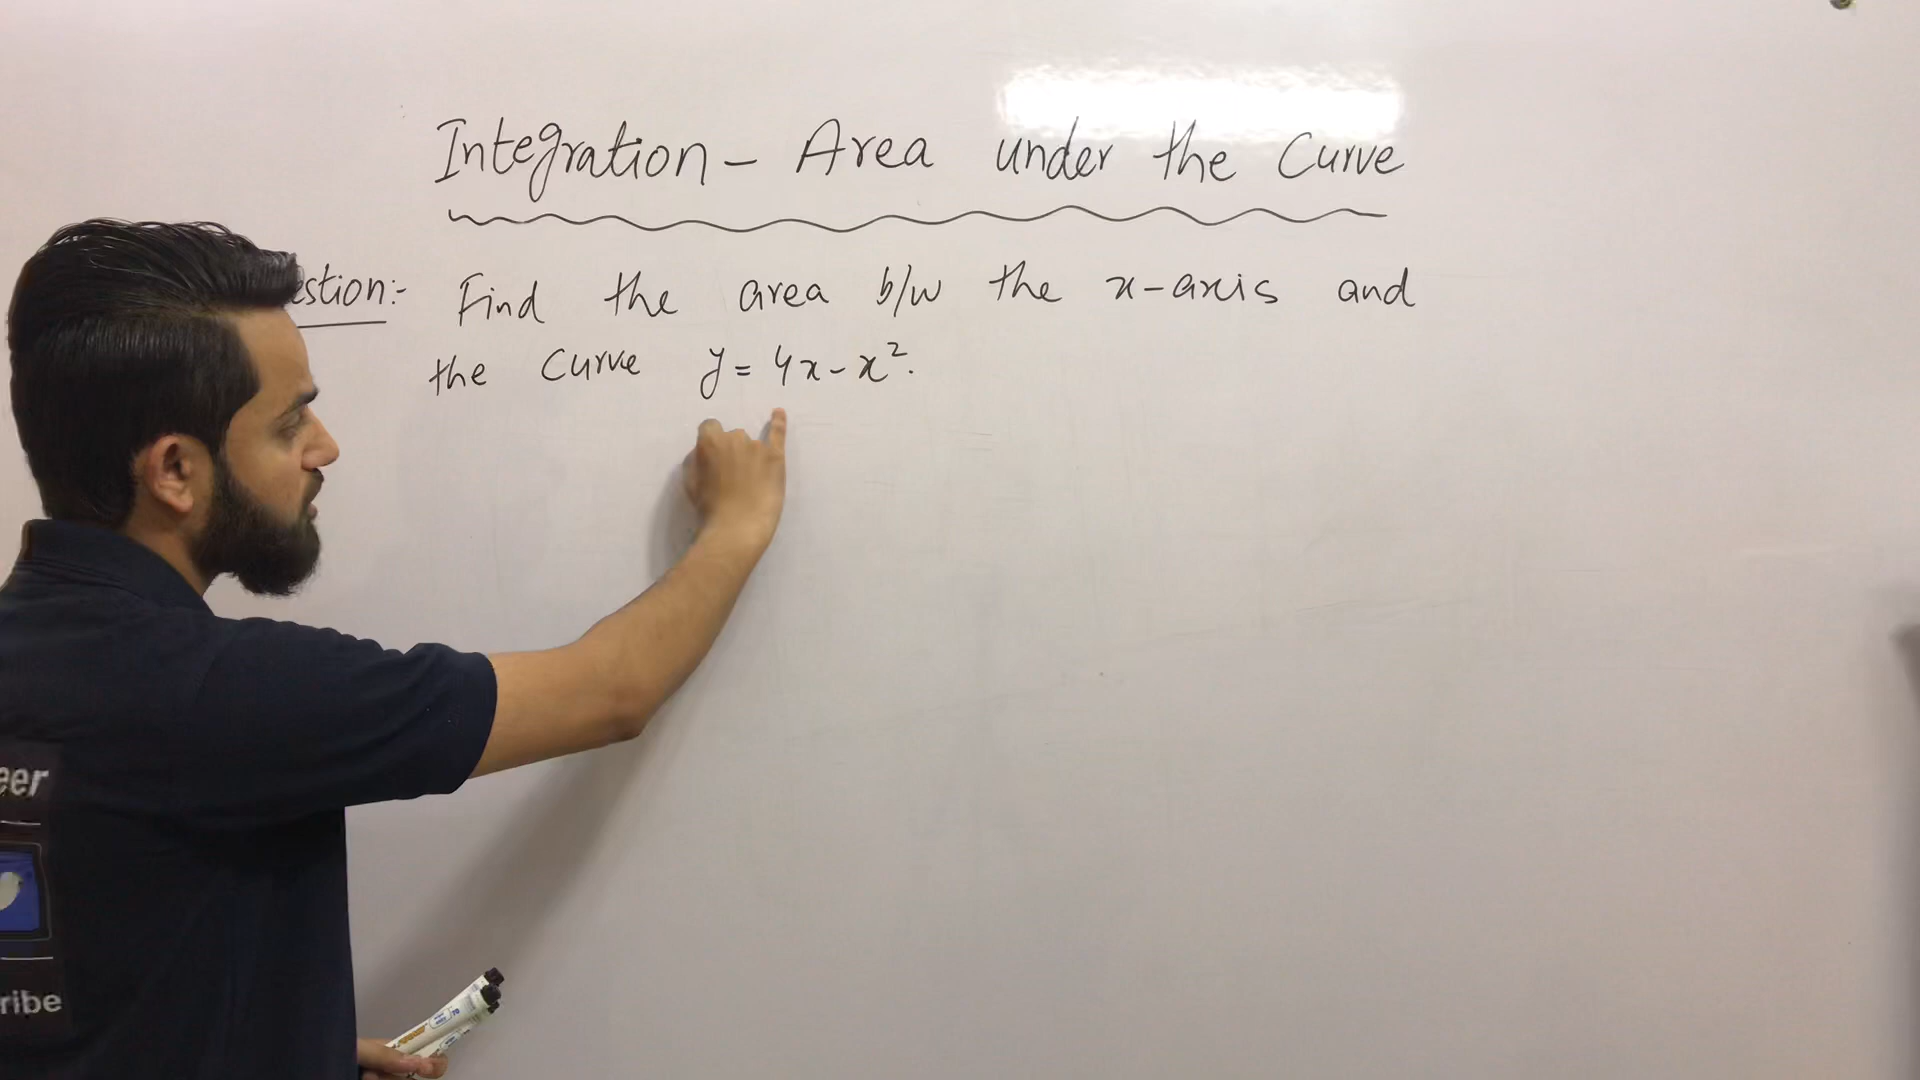 Integration - Area under the Curve
estion:- Find the area b/w the x-axis and
the Curve y = 4x - x².
eer
ribe